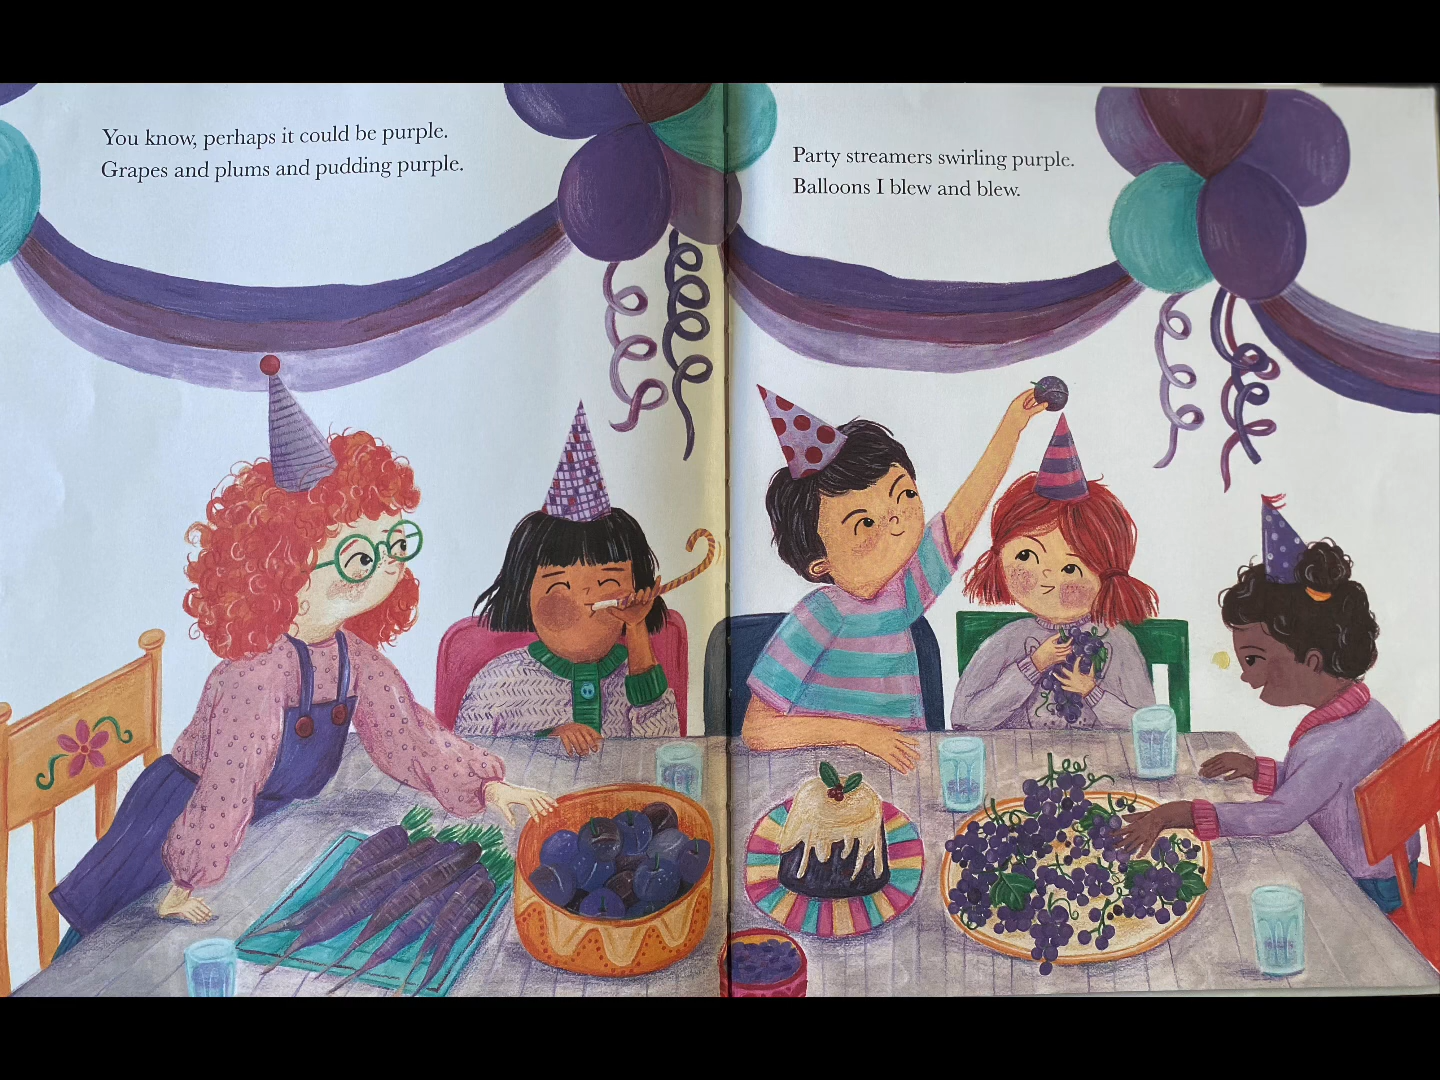 You know, perhaps it could be purple.
Grapes and plums and pudding purple.
Party streamers swirling purple.
Balloons I blew and blew.